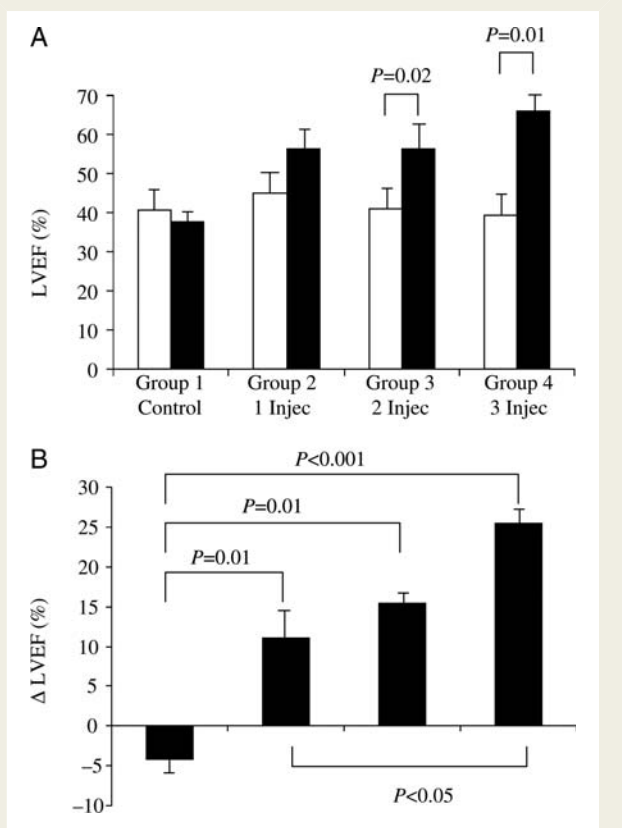 A
P=0.01
P=0.02
70
60
50
40
30
20
10
0
LVEF (%)
Group 1 Group 2 Group 3 Group 4
Control 1 Injec 2 Injec 3 Injec
B
P<0.001
P=0.01
P=0.01
30
25
20
15
10
5
0
–5
–10
Δ LVEF (%)
P<0.05